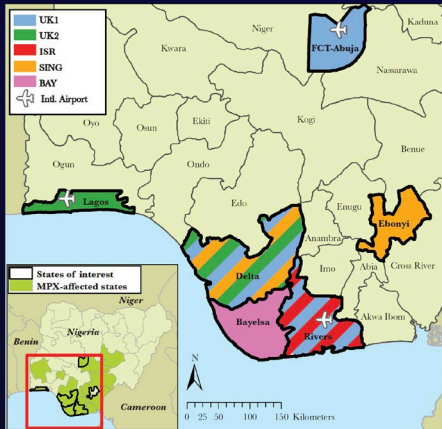 UK1
UK2
ISR
SING
BAY
Intl. Airport
Niger
Kaduna
FCT-Abuja
Kwara
Nassarawa
Oyo
Osun
Ekiti
Kogi
Benue
Ogun
Ondo
Lagos
Edo
Enugu
Ebonyi
Anambra
Delta
Imo
Abia
Cross River
Bayelsa
Rivers
Akwa Ibom
States of interest
MPX-affected states
Niger
Nigeria
Benin
Cameroon
N
0 25 50 100 150 Kilometers